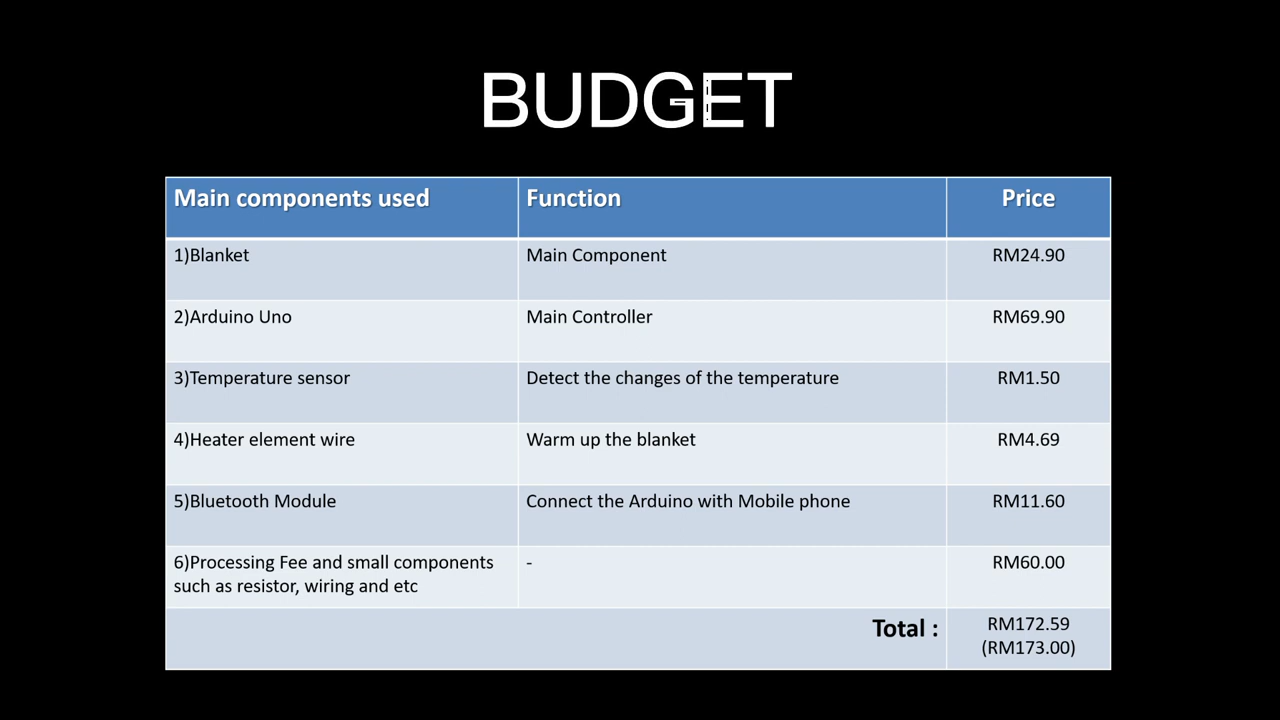 BUDGET
Main components used Function Price
1)Blanket Main Component RM24.90
2)Arduino Uno Main Controller RM69.90
3)Temperature sensor Detect the changes of the temperature RM1.50
4)Heater element wire Warm up the blanket RM4.69
5)Bluetooth Module Connect the Arduino with Mobile phone RM11.60
6)Processing Fee and small components - RM60.00
such as resistor, wiring and etc
Total : RM172.59
(RM173.00)